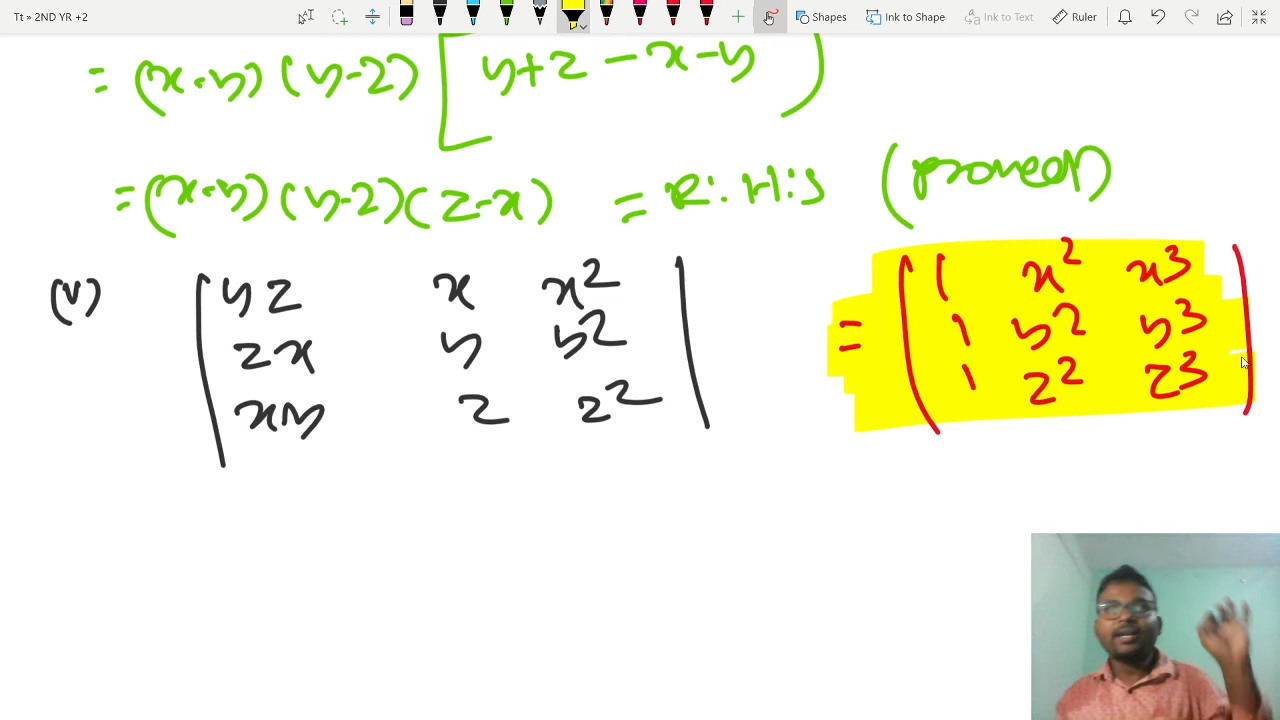 Tt » 2ND YR +2
Shapes Ink to Shape Ink to Text Ruler
= (x-y) (y-z) [ y+z-x-y )
= (x-y) (y-z) (z-x) = R.H.S (proved)
(v) | yz x x² | = | 1 x² x³ |
| zx y y² | | 1 y² y³ |
| xy z z² | | 1 z² z³ |